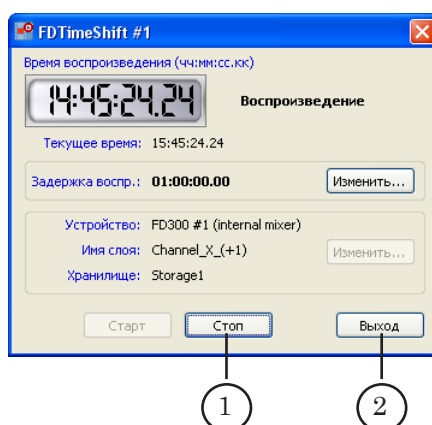 FDTimeShift #1
Время воспроизведения (чч:мм:сс.кк)
14:45:24.24 Воспроизведение
Текущее время: 15:45:24.24
Задержка воспр.: 01:00:00.00 Изменить...
Устройство: FD300 #1 (internal mixer)
Имя слоя: Channel_X_(+1) Изменить...
Хранилище: Storage1
Старт Стоп Выход
1 2